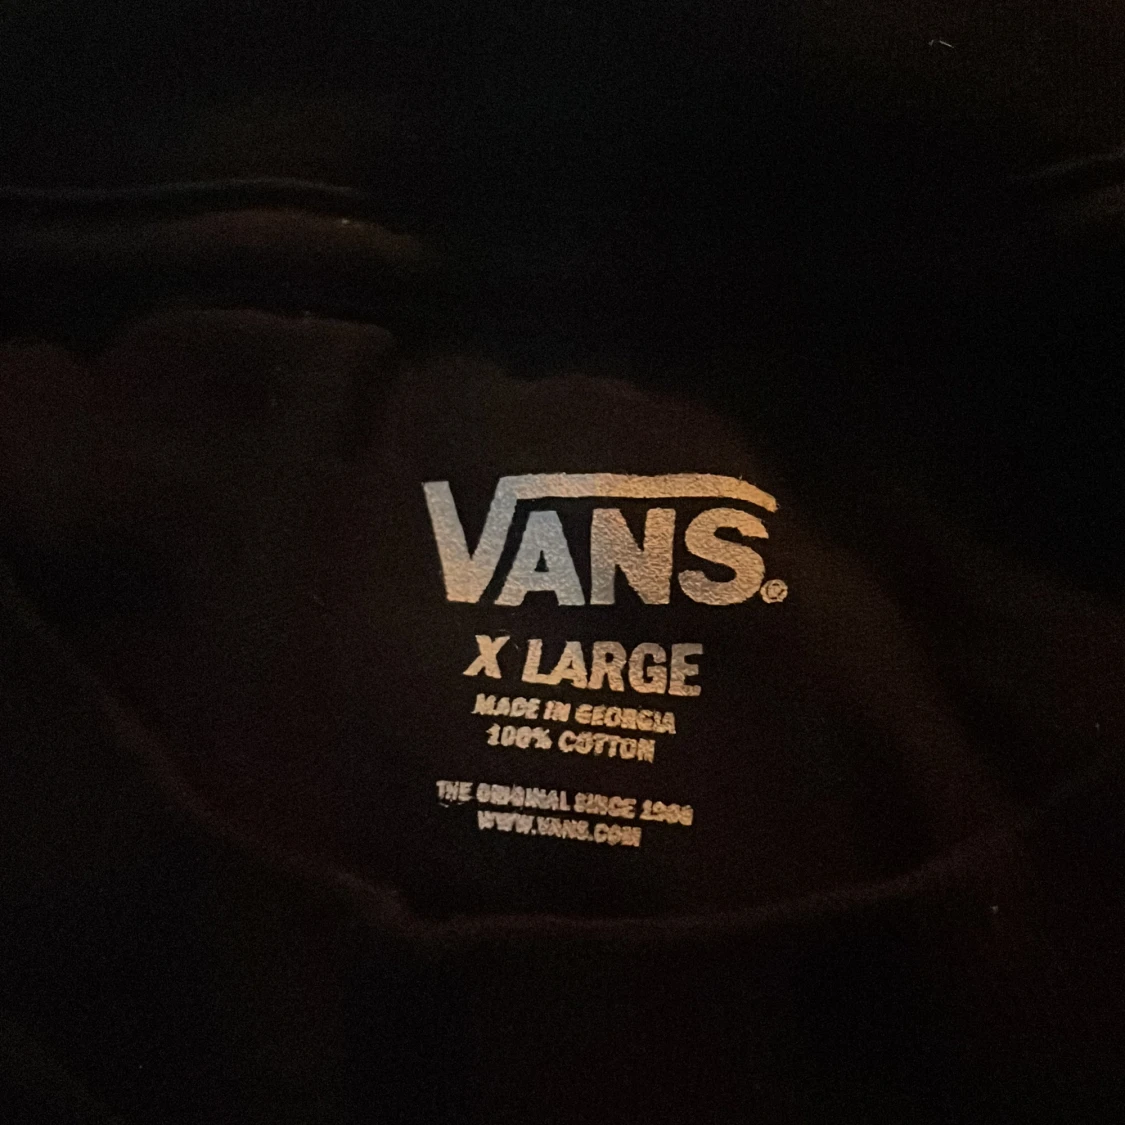 VANS®
X LARGE
MADE IN GEORGIA
100% COTTON
THE ORIGINAL SINCE 1966
WWW.VANS.COM